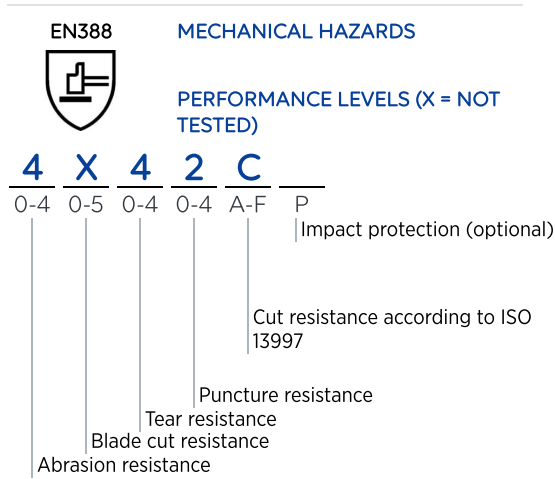 EN388
MECHANICAL HAZARDS
PERFORMANCE LEVELS (X = NOT
TESTED)
4 X 4 2 C
0-4 0-5 0-4 0-4 A-F P
Impact protection (optional)
Cut resistance according to ISO
13997
Puncture resistance
Tear resistance
Blade cut resistance
Abrasion resistance